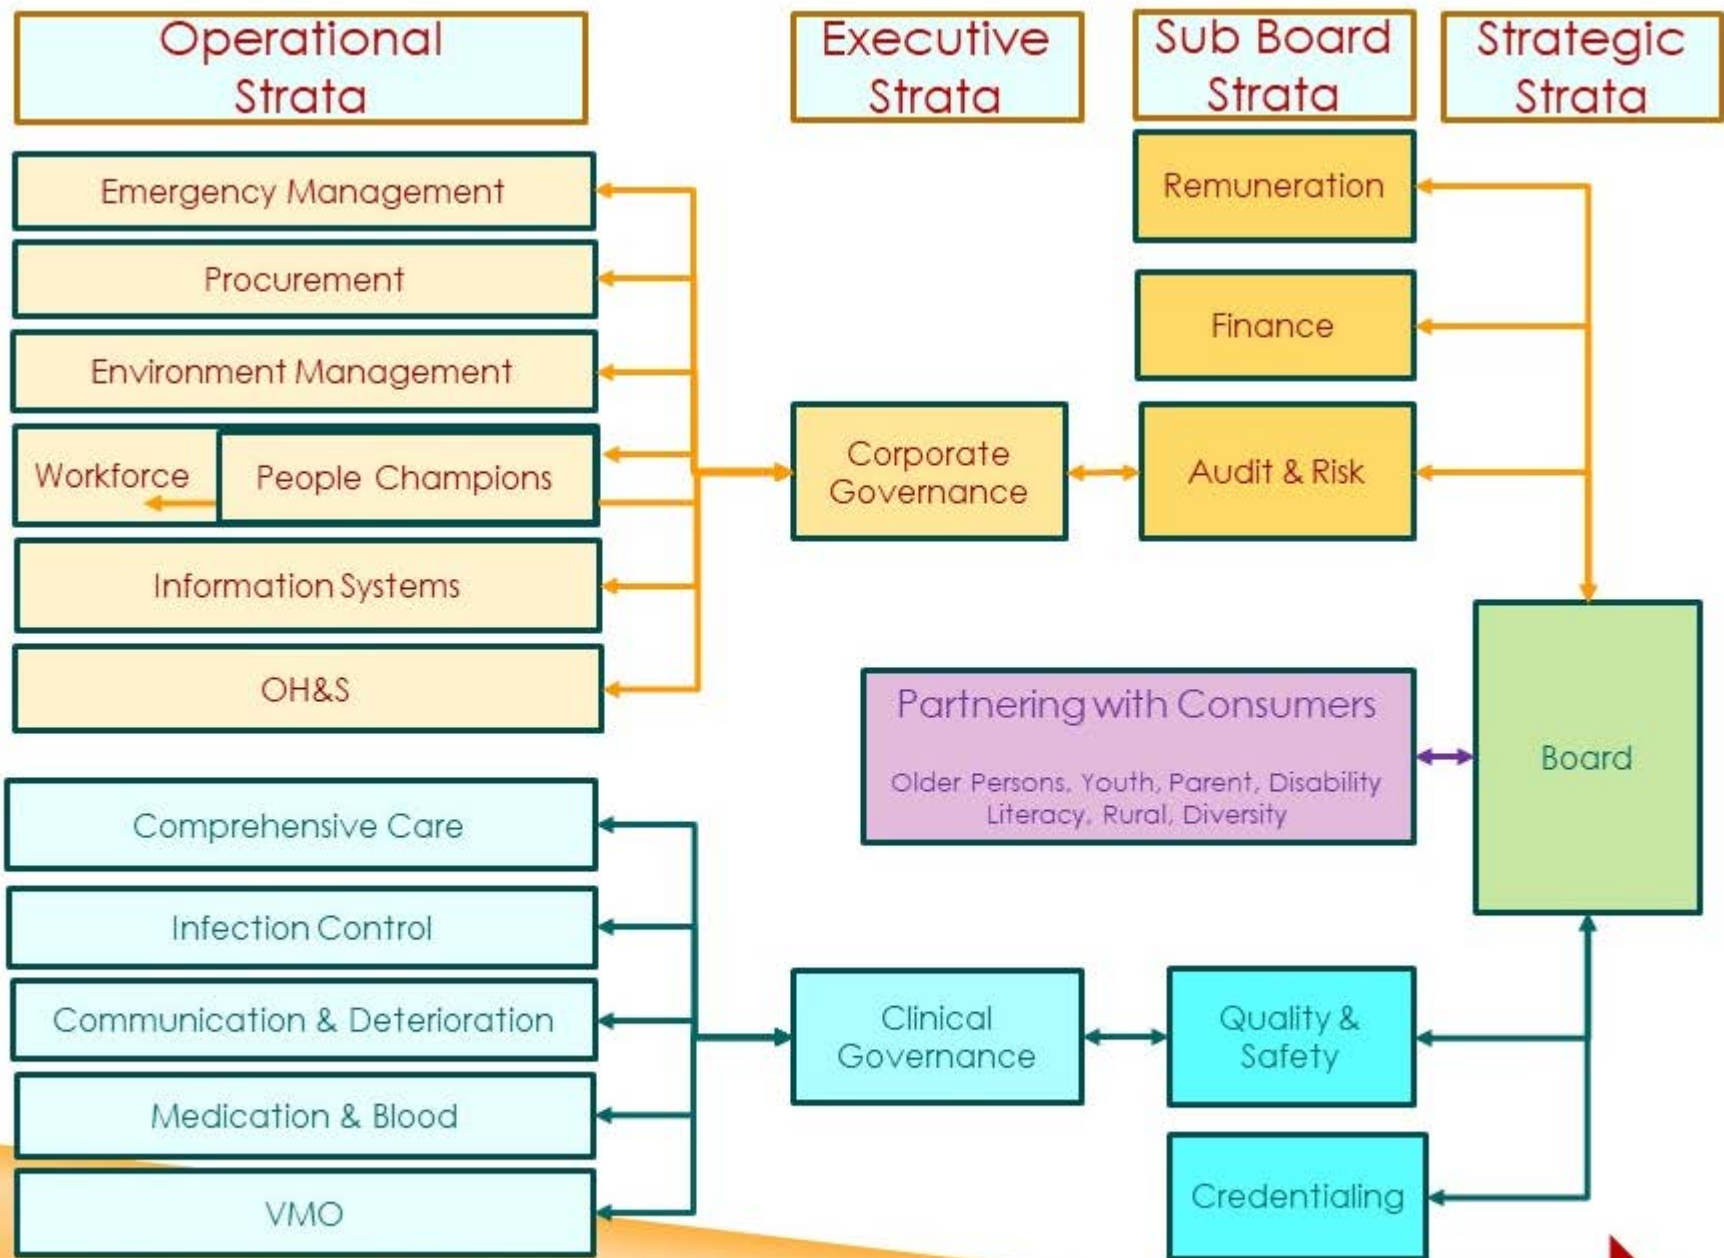 Operational
Strata
Executive
Strata
Sub Board
Strata
Strategic
Strata
Emergency Management
Procurement
Environment Management
Workforce
People Champions
Information Systems
OH&S
Corporate
Governance
Remuneration
Finance
Audit & Risk
Partnering with Consumers
Older Persons, Youth, Parent, Disability
Literacy, Rural, Diversity
Board
Comprehensive Care
Infection Control
Communication & Deterioration
Medication & Blood
VMO
Clinical
Governance
Quality &
Safety
Credentialing